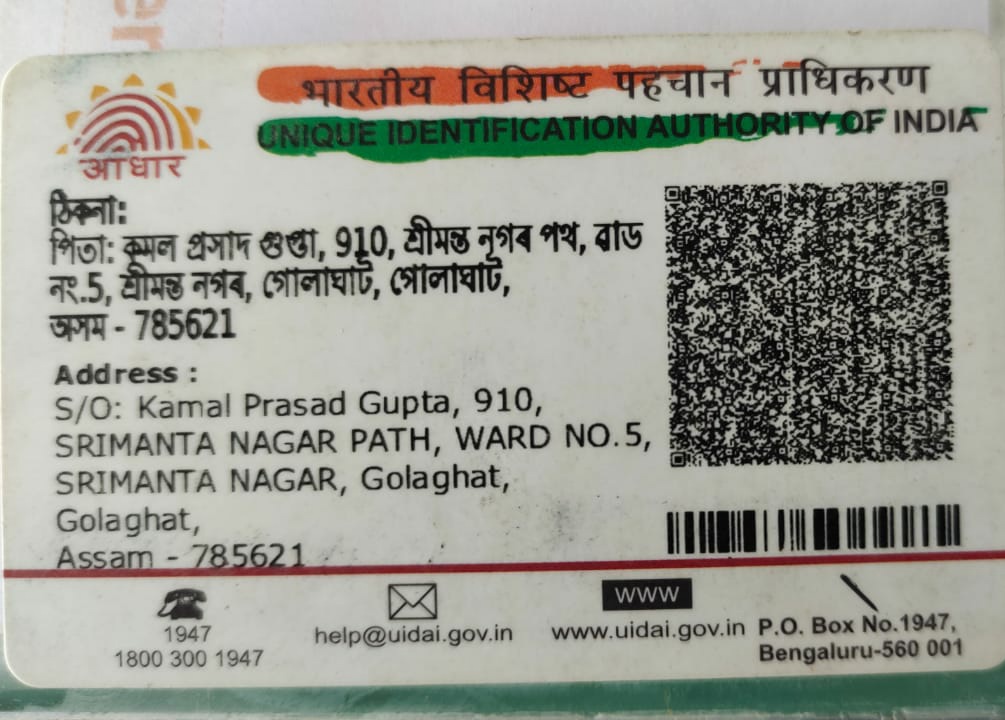 भारतीय विशिष्ट पहचान प्राधिकरण
UNIQUE IDENTIFICATION AUTHORITY OF INDIA
आधार
ঠিকনা:
পিতা: কমল প্রসাদ গুপ্তা, 910, শ্ৰীমন্ত নগৰ পথ, ৱাৰ্ড
নং.5, শ্ৰীমন্ত নগৰ, গোলাঘাট, গোলাঘাট,
অসম - 785621
Address :
S/O: Kamal Prasad Gupta, 910,
SRIMANTA NAGAR PATH, WARD NO.5,
SRIMANTA NAGAR, Golaghat,
Golaghat,
Assam - 785621
1947
1800 300 1947
help@uidai.gov.in
WWW
www.uidai.gov.in
P.O. Box No.1947,
Bengaluru-560 001